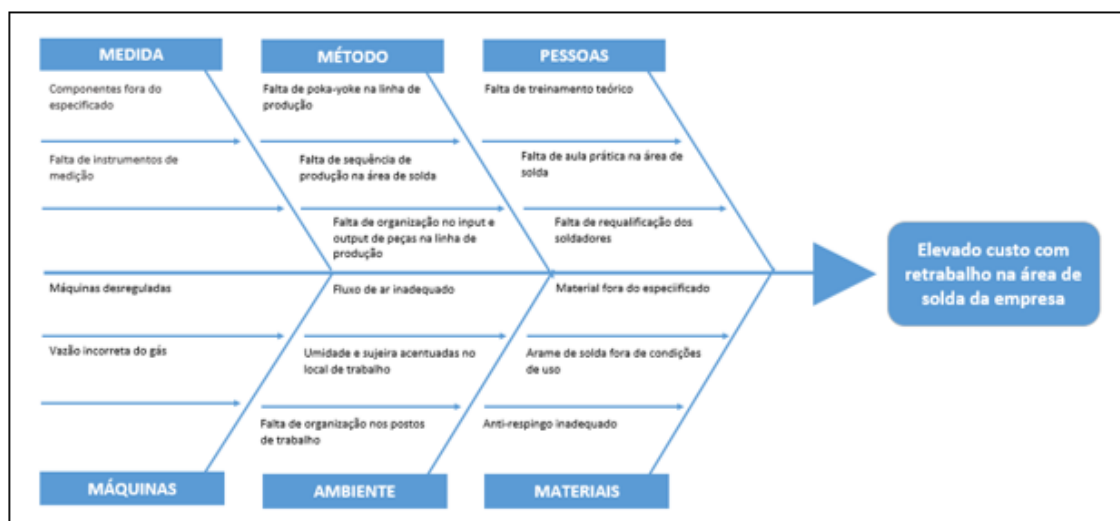 MEDIDA
Componentes fora do
especificado
Falta de instrumentos de
medição
MÉTODO
Falta de poka-yoke na linha de
produção
Falta de sequência de
produção na área de solda
Falta de organização no input e
output de peças na linha de
produção
PESSOAS
Falta de treinamento teórico
Falta de aula prática na área de
solda
Falta de requalificação dos
soldadores
Elevado custo com
retrabalho na área de
solda da empresa
Máquinas desreguladas
Vazão incorreta do gás
MÁQUINAS
Fluxo de ar inadequado
Umidade e sujeira acentuadas no
local de trabalho
Falta de organização nos postos
de trabalho
AMBIENTE
Material fora do especiificado
Arame de solda fora de condições
de uso
Anti-respingo inadequado
MATERIAIS